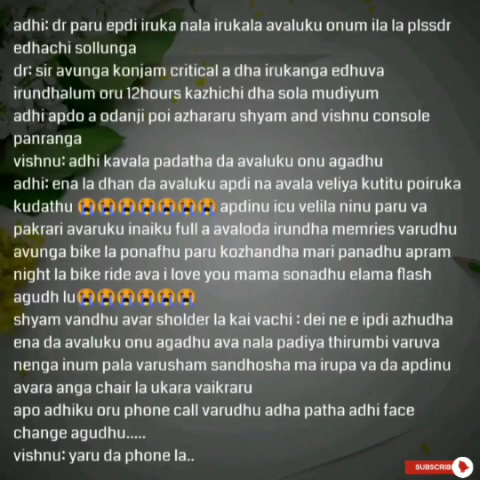 adhi: dr paru epdi iruka nala irukala avaluku onum ila la plssdr
edhachi sollunga
dr: sir avunga konjam critical a dha irukanga edhuva
irundhalum oru 12hours kazhichi dha sola mudiyum
adhi apdo a odanji poi azhararu shyam and vishnu console
panranga
vishnu: adhi kavala padatha da avaluku onu agadhu
adhi: ena la dhan da avaluku apdi na avala veliya kutitu poiruka
kudathu 😭😭😭😭😭😭😭 apdinu icu velila ninu paru va
pakrari avaruku inaiku full a avaloda irundha memries varudhu
avunga bike la ponafhu paru kozhandha mari panadhu apram
night la bike ride ava i love you mama sonadhu elama flash
agudh lu😭😭😭😭😭😭
shyam vandhu avar sholder la kai vachi : dei ne e ipdi azhudha
ena da avaluku onu agadhu ava nala padiya thirumbi varuva
nenga inum pala varusham sandhosha ma irupa va da apdinu
avara anga chair la ukara vaikraru
apo adhiku oru phone call varudhu adha patha adhi face
change agudhu.....
vishnu: yaru da phone la..
SUBSCRIBE